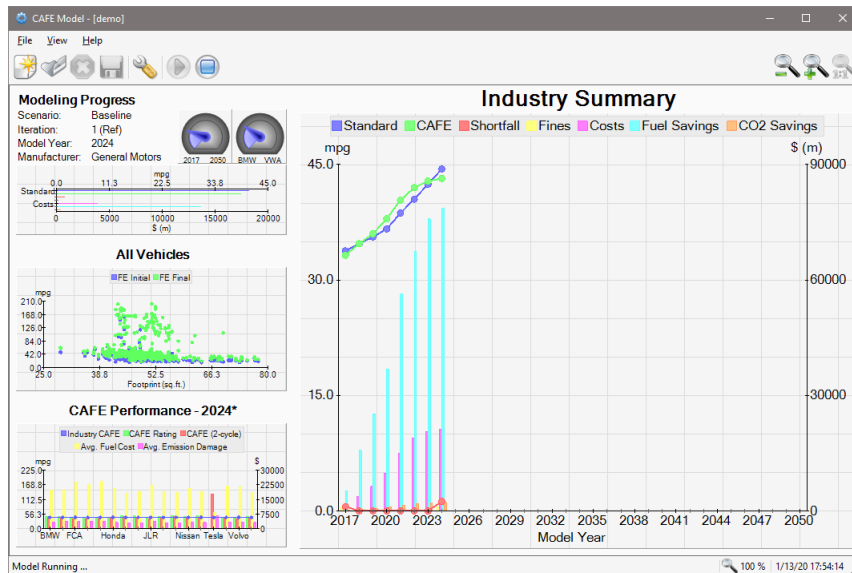 CAFE Model - [demo]
File View Help
Modeling Progress
Scenario: Baseline
Iteration: 1 (Ref)
Model Year: 2024
Manufacturer: General Motors
2017 2050 BMW VWA
mpg
0.0 11.3 22.5 33.8 45.0
Standard
Costs
0 5000 10000 15000 20000
$ (m)
All Vehicles
FE Initial FE Final
mpg
210.0
168.0
126.0
84.0
42.0
0.0
25.0 38.8 52.5 66.3 80.0
Footprint (sq.ft.)
CAFE Performance - 2024*
Industry CAFE CAFE Rating CAFE (2-cycle)
Avg. Fuel Cost Avg. Emission Damage
mpg $
225.0 30000
168.8 22500
112.5 15000
56.3 7500
0.0 0
BMW FCA Honda JLR Nissan Tesla Volvo
Industry Summary
Standard CAFE Shortfall Fines Costs Fuel Savings CO2 Savings
mpg $ (m)
45.0 90000
30.0 60000
15.0 30000
0.0 0
2017 2020 2024 2026 2029 2032 2035 2038 2041 2044 2047 2050
Model Year
Model Running ... 100 % 1/13/20 17:54:14